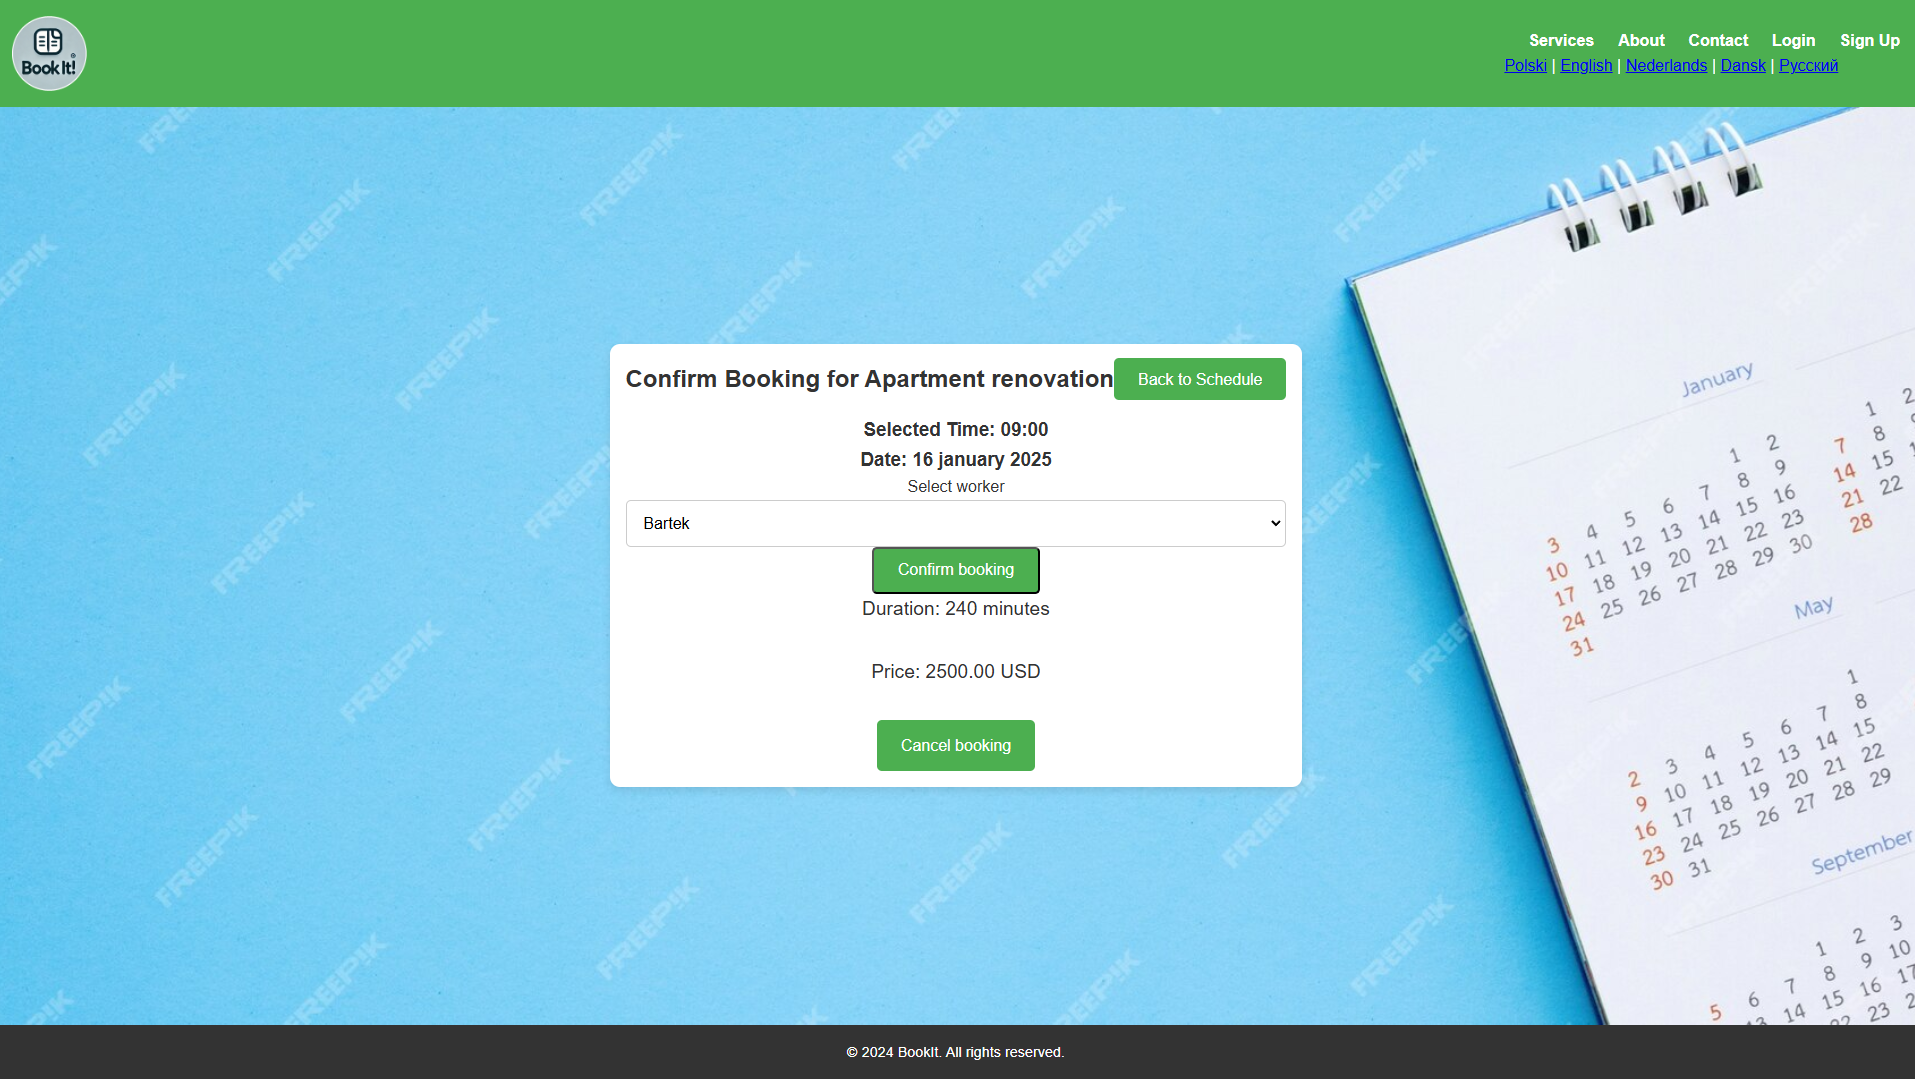 Book It!
Services About Contact Login Sign Up
Polski | English | Nederlands | Dansk | Русский
Confirm Booking for Apartment renovation
Back to Schedule
Selected Time: 09:00
Date: 16 january 2025
Select worker
Bartek
Confirm booking
Duration: 240 minutes
Price: 2500.00 USD
Cancel booking
January
1 2
3 4 5 6 7 8 9
10 11 12 13 14 15 16
17 18 19 20 21 22 23
24 25 26 27 28 29 30
31
1 2
7 8
14 15
21 22
28
May
1
2 3 4 5 6 7 8
9 10 11 12 13 14 15
16 17 18 19 20 21 22
23 24 25 26 27 28 29
30 31
September
1 2 3
5 6 7 8 9 10
13 14 15 16 17
22 23
FREEPIK
© 2024 BookIt. All rights reserved.